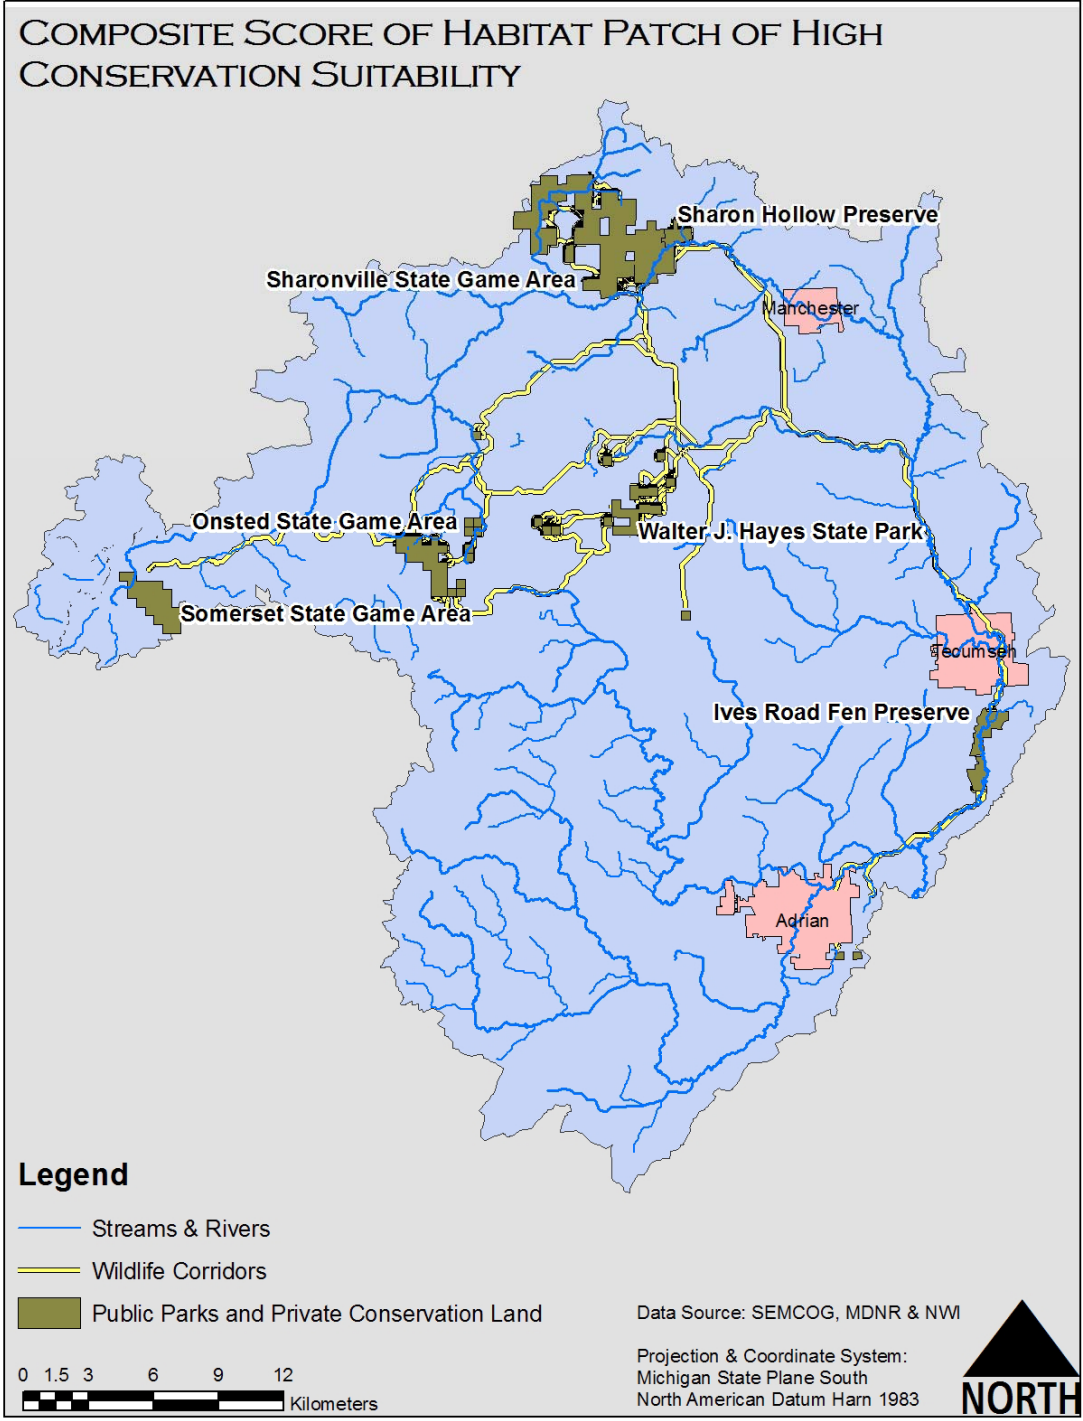 COMPOSITE SCORE OF HABITAT PATCH OF HIGH
CONSERVATION SUITABILITY
Sharon Hollow Preserve
Sharonville State Game Area
Manchester
Onsted State Game Area
Walter J. Hayes State Park
Somerset State Game Area
Tecumseh
Ives Road Fen Preserve
Adrian
Legend
Streams & Rivers
Wildlife Corridors
Public Parks and Private Conservation Land
0 1.5 3 6 9 12
Kilometers
Data Source: SEMCOG, MDNR & NWI
Projection & Coordinate System:
Michigan State Plane South
North American Datum Harn 1983
NORTH